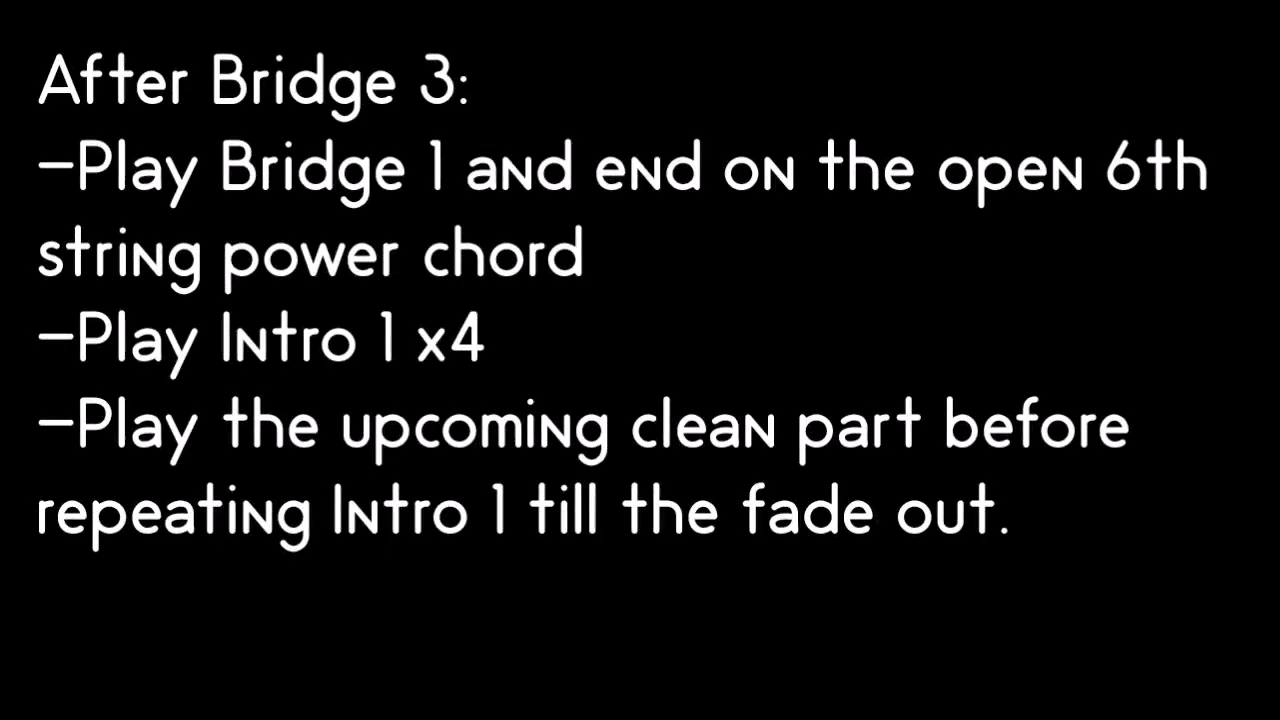 After Bridge 3:
-Play Bridge 1 and end on the open 6th
string power chord
-Play Intro 1 x4
-Play the upcoming clean part before
repeating Intro 1 till the fade out.